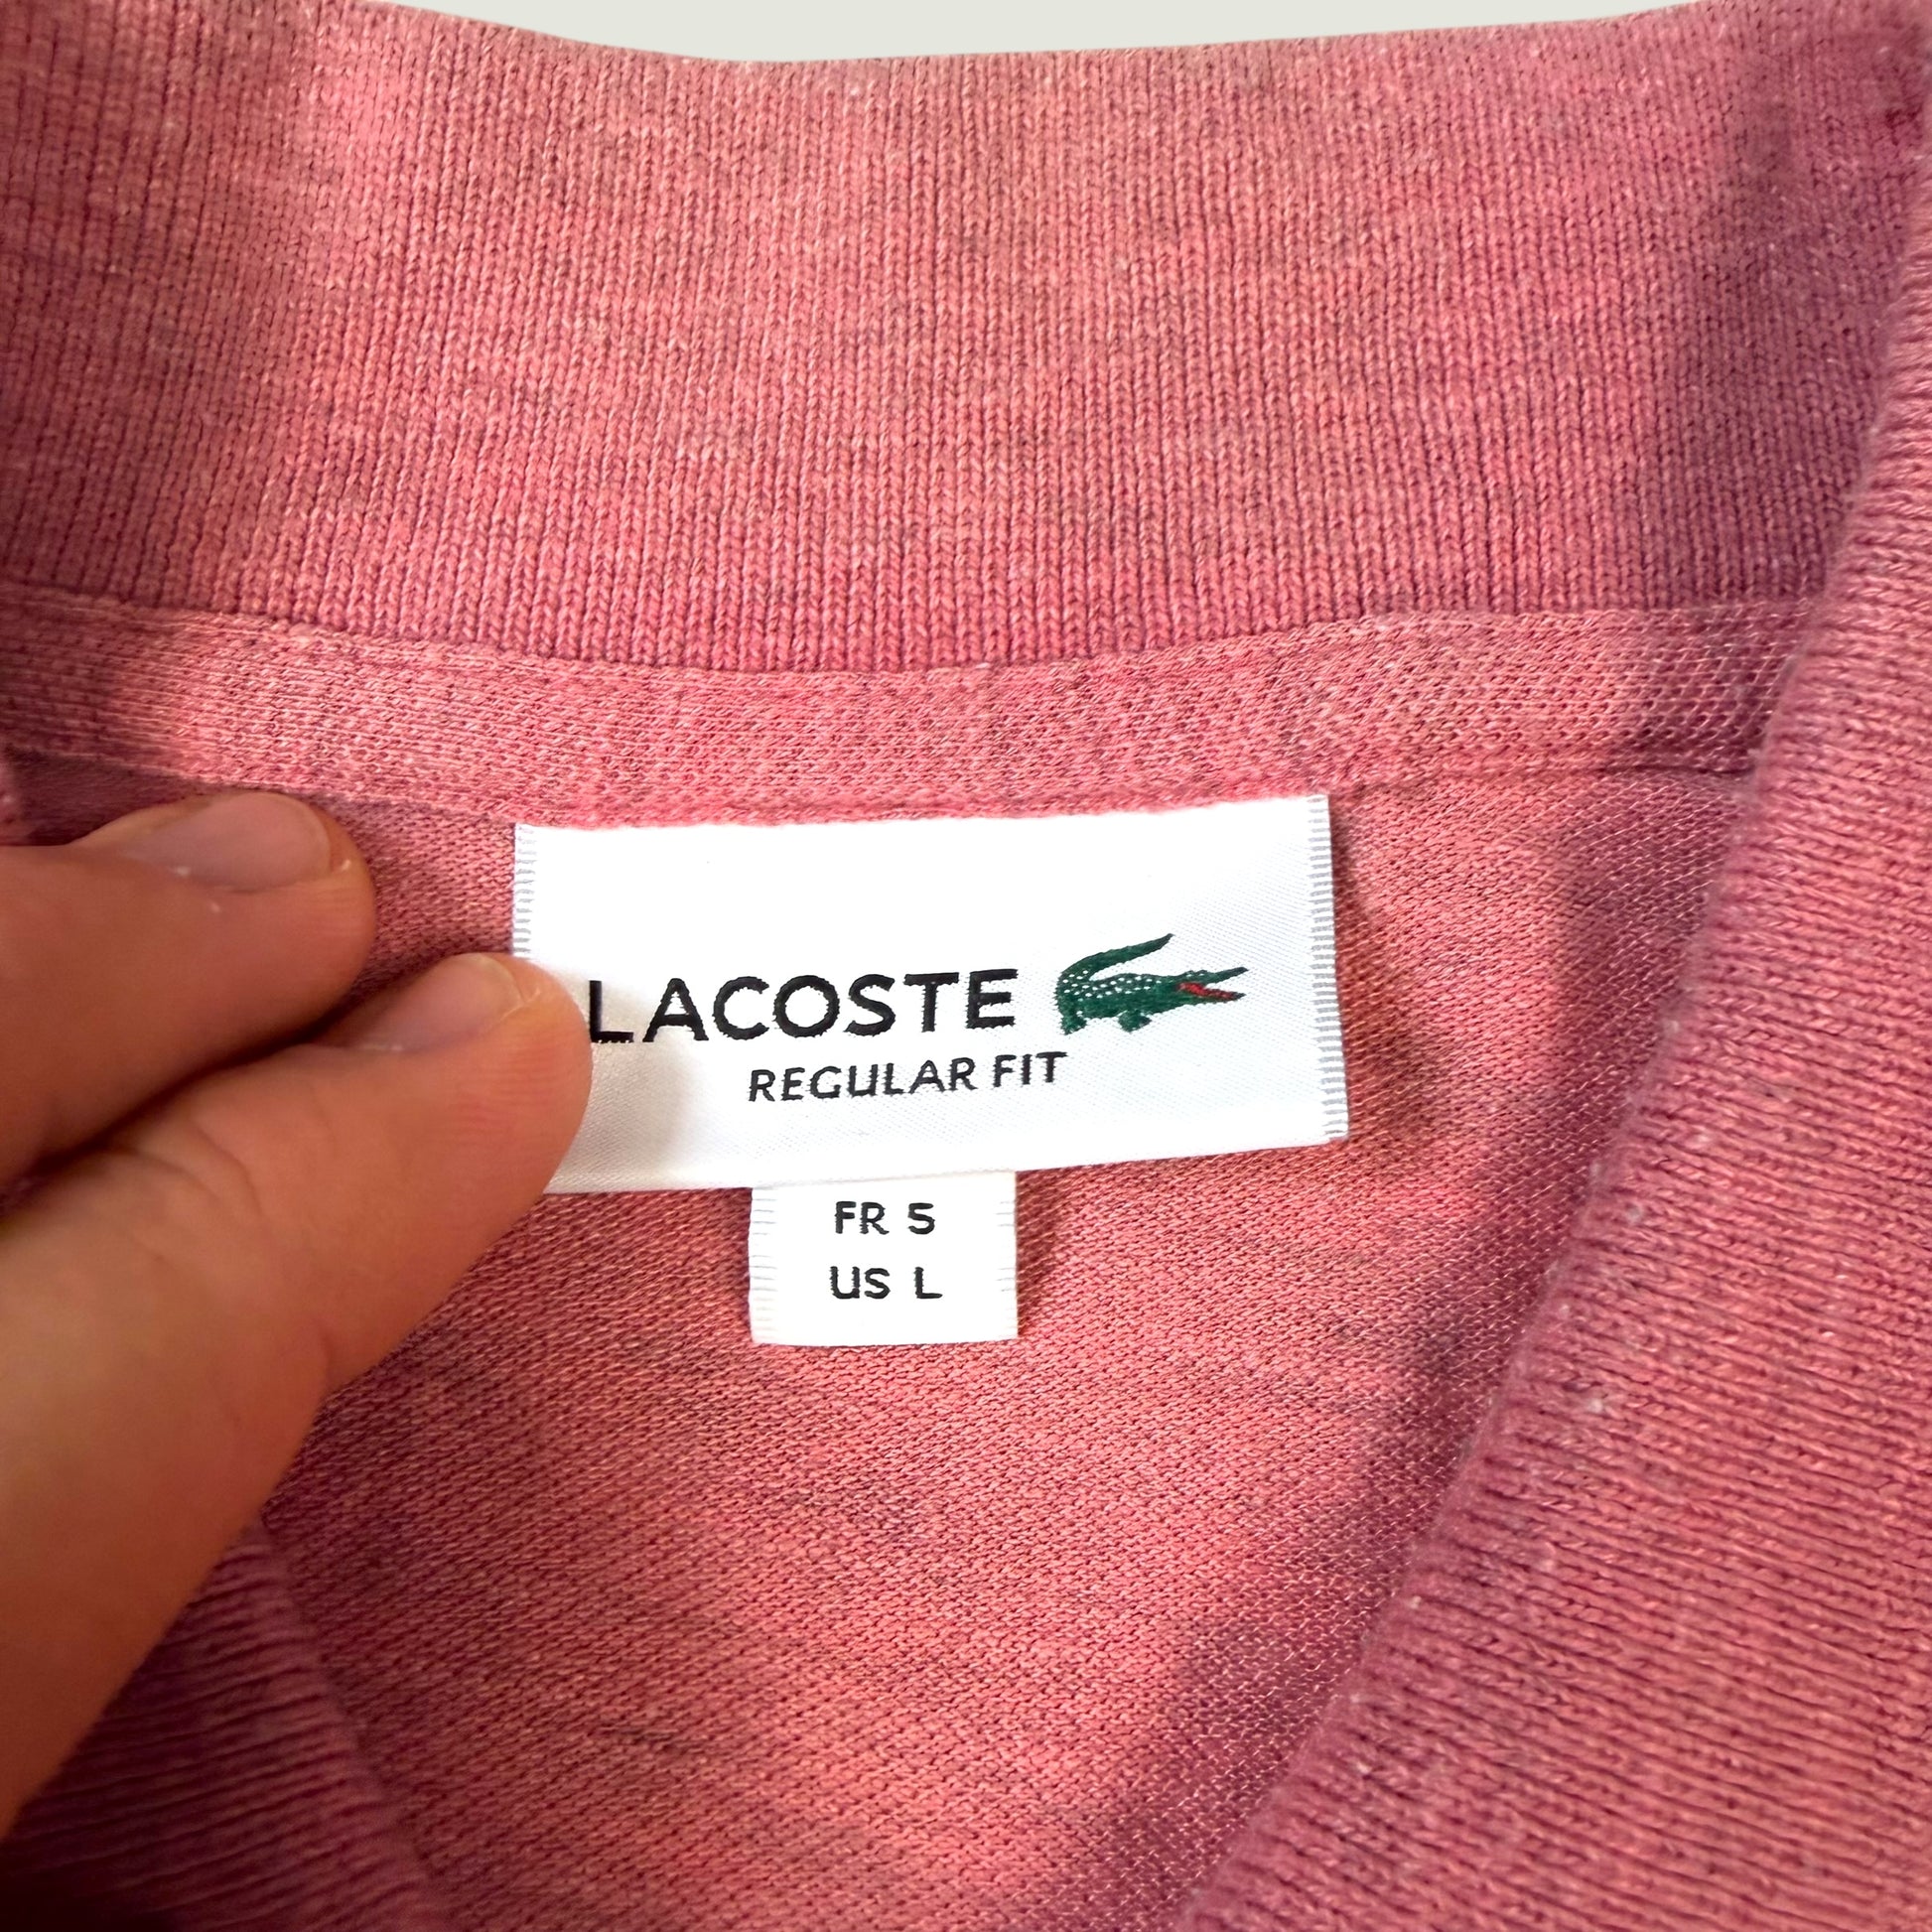 LACOSTE
REGULAR FIT
FR 5
US L